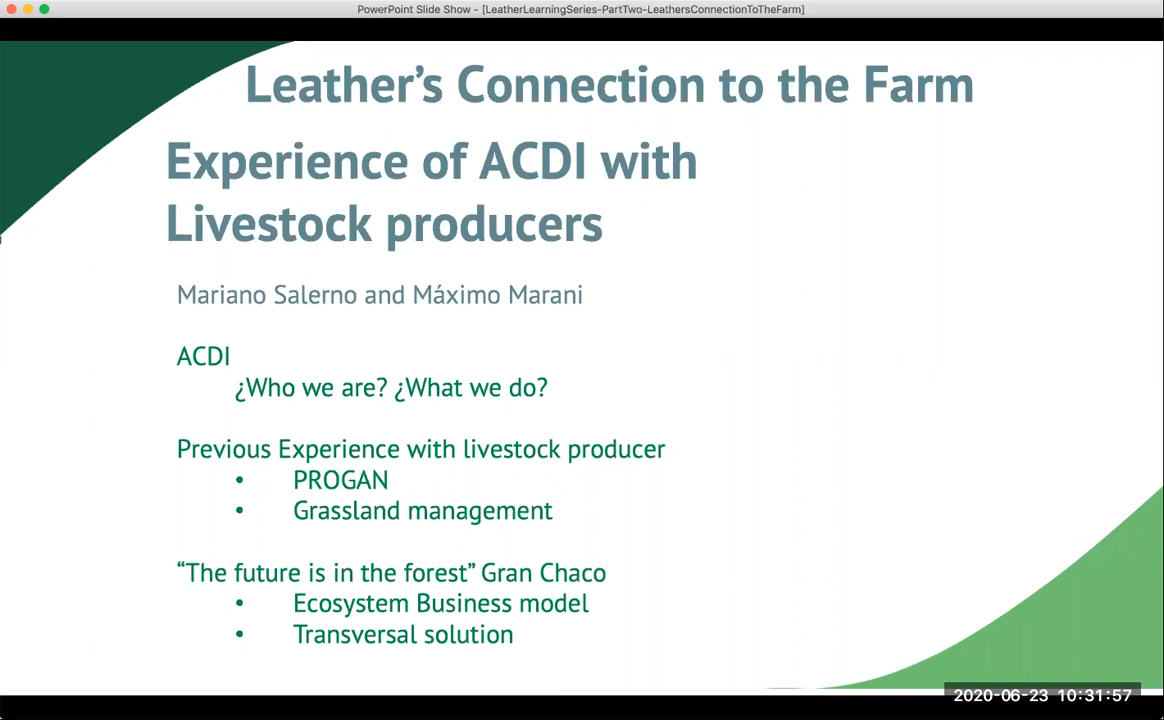 PowerPoint Slide Show - [LeatherLearningSeries-PartTwo-LeathersConnectionToTheFarm]
Leather’s Connection to the Farm
Experience of ACDI with
Livestock producers
Mariano Salerno and Máximo Marani
ACDI
¿Who we are? ¿What we do?
Previous Experience with livestock producer
• PROGAN
• Grassland management
“The future is in the forest” Gran Chaco
• Ecosystem Business model
• Transversal solution
2020-06-23 10:31:57